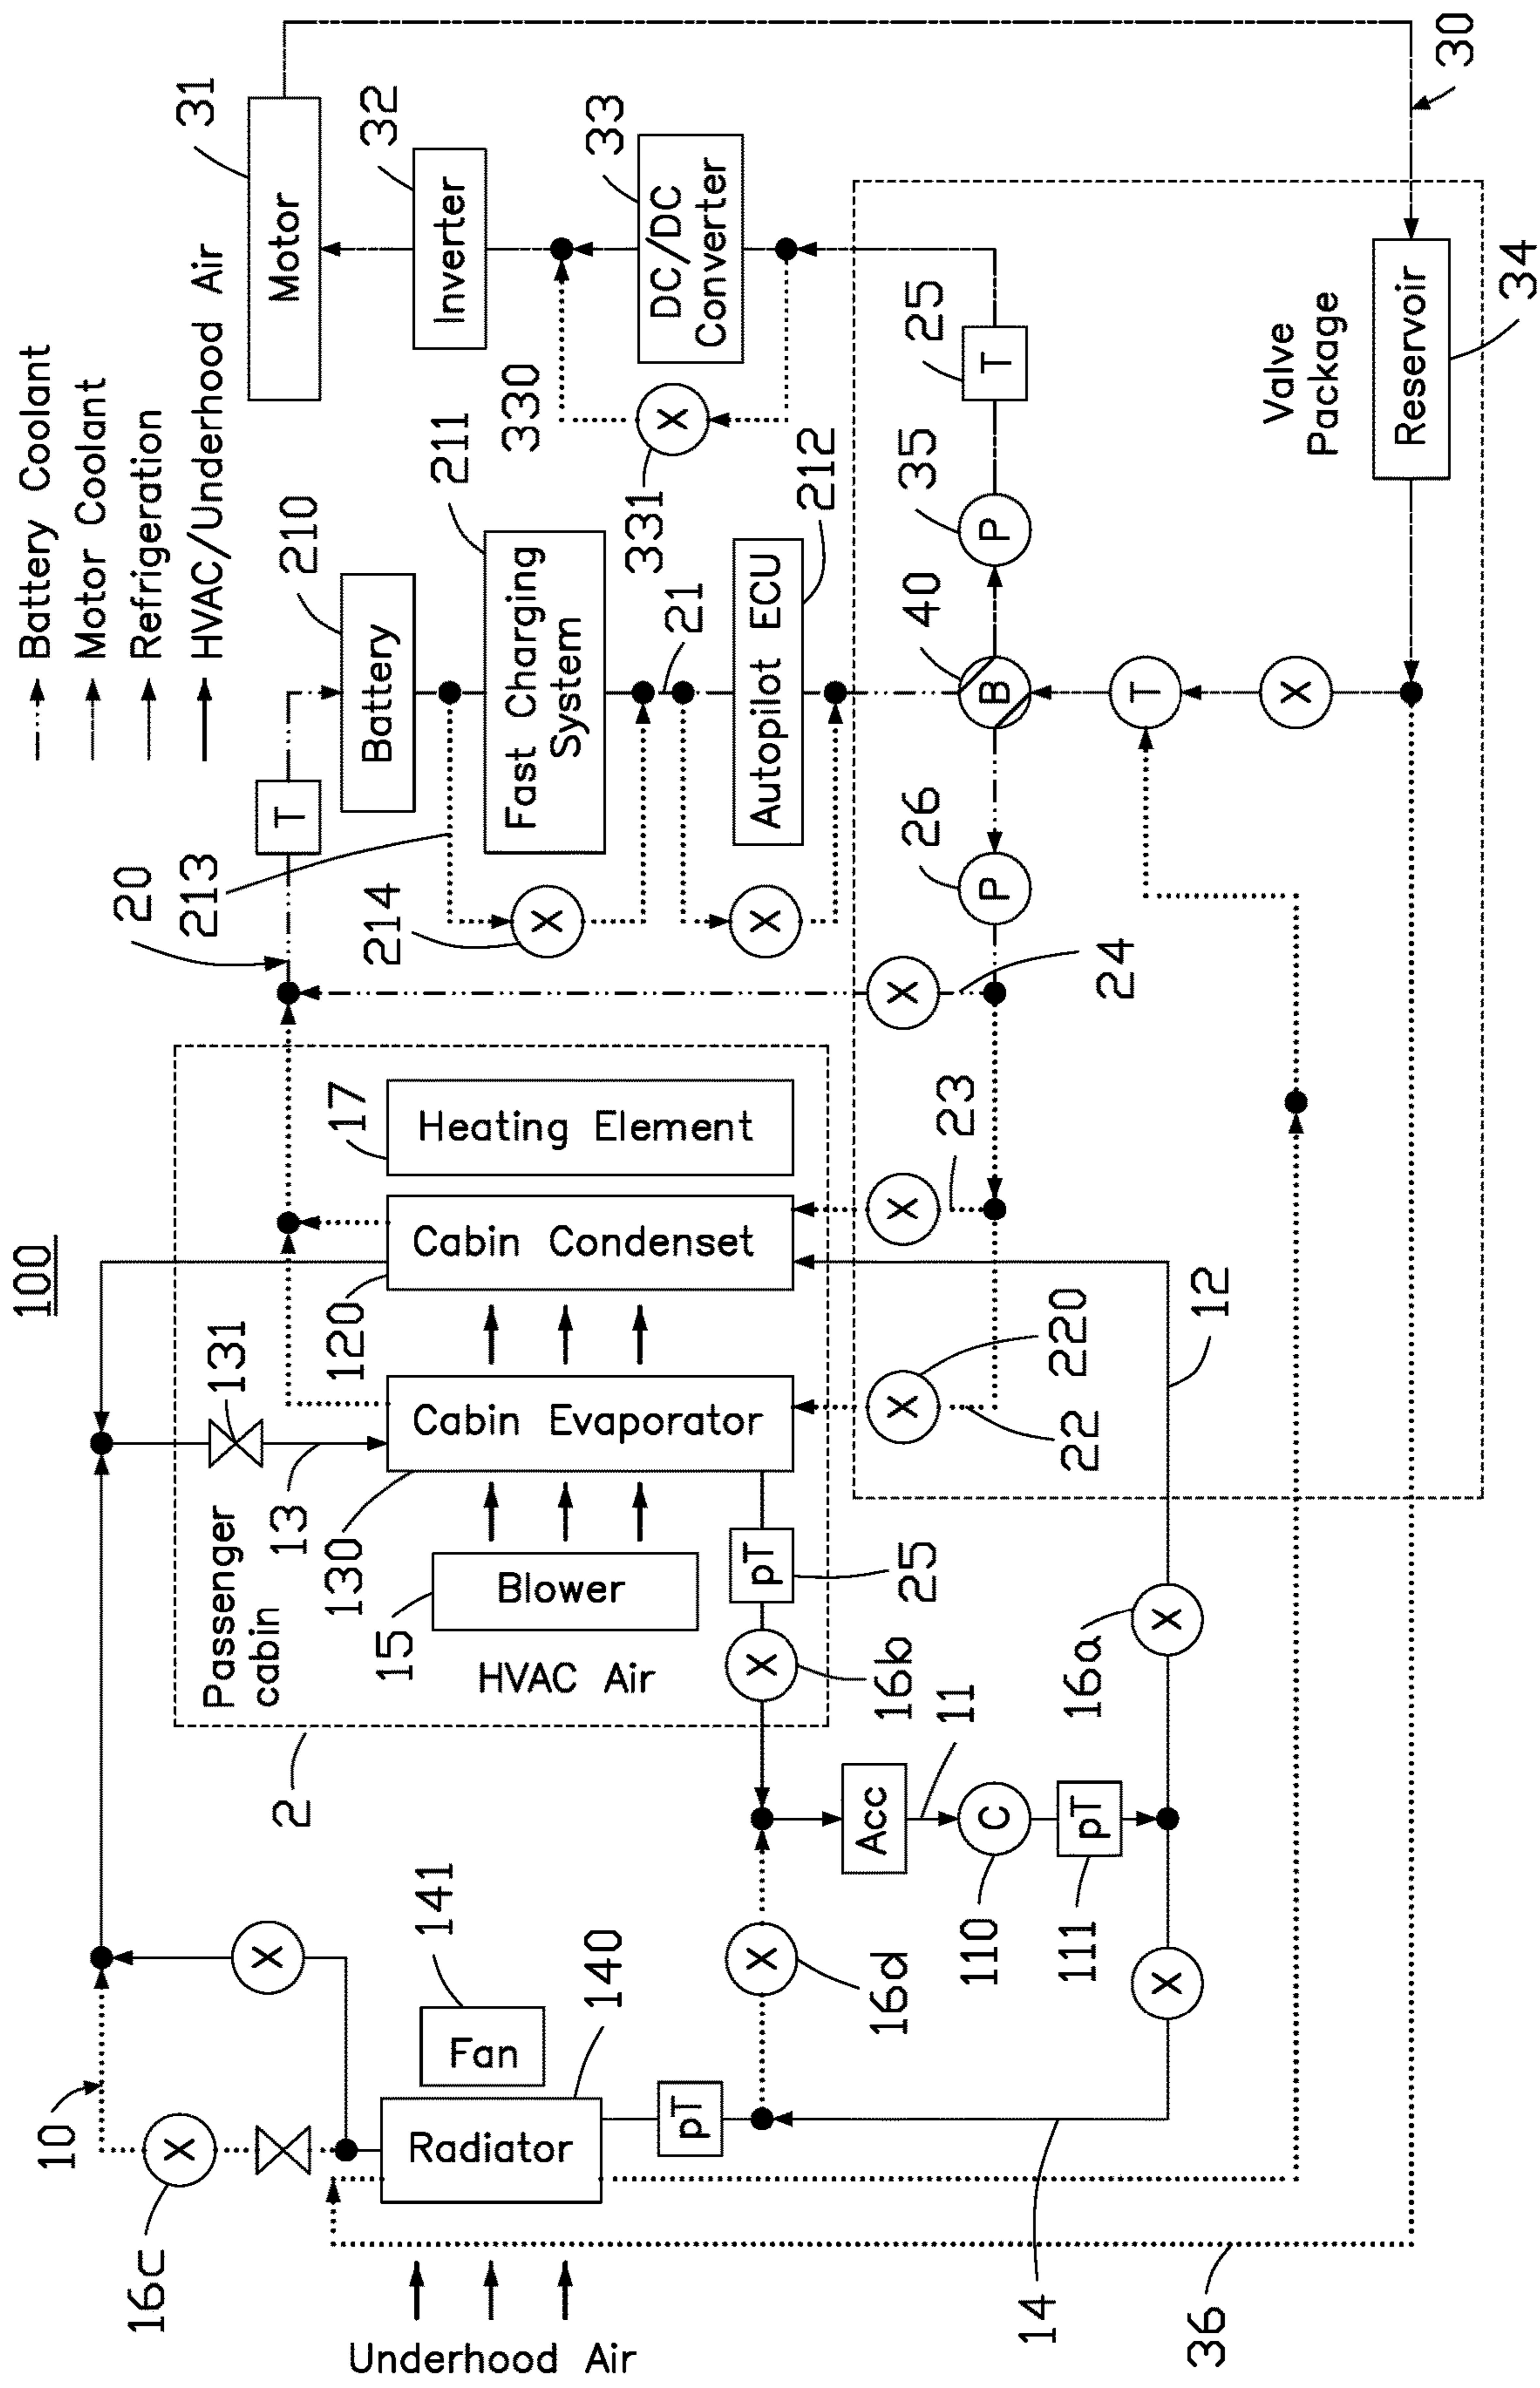 100
Battery Coolant
Motor Coolant
Refrigeration
HVAC/Underhood Air
10
16c
X
Underhood Air
Radiator
140
Fan
141
X
pT
14
36
2
Passenger
cabin
131
13
130
15
Blower
HVAC Air
Cabin Evaporator
120
Cabin Condenset
17
Heating Element
pT
25
X
16b
X
16d
Acc
11
C
110
pT
111
X
X
16a
12
20
T
213
214
X
X
Battery
210
Fast Charging
System
211
21
Autopilot ECU
212
X
24
X
23
X
220
22
P
26
B
40
P
35
T
25
T
X
Motor
31
Inverter
32
DC/DC
Converter
33
330
X
331
Valve
Package
Reservoir
34
30